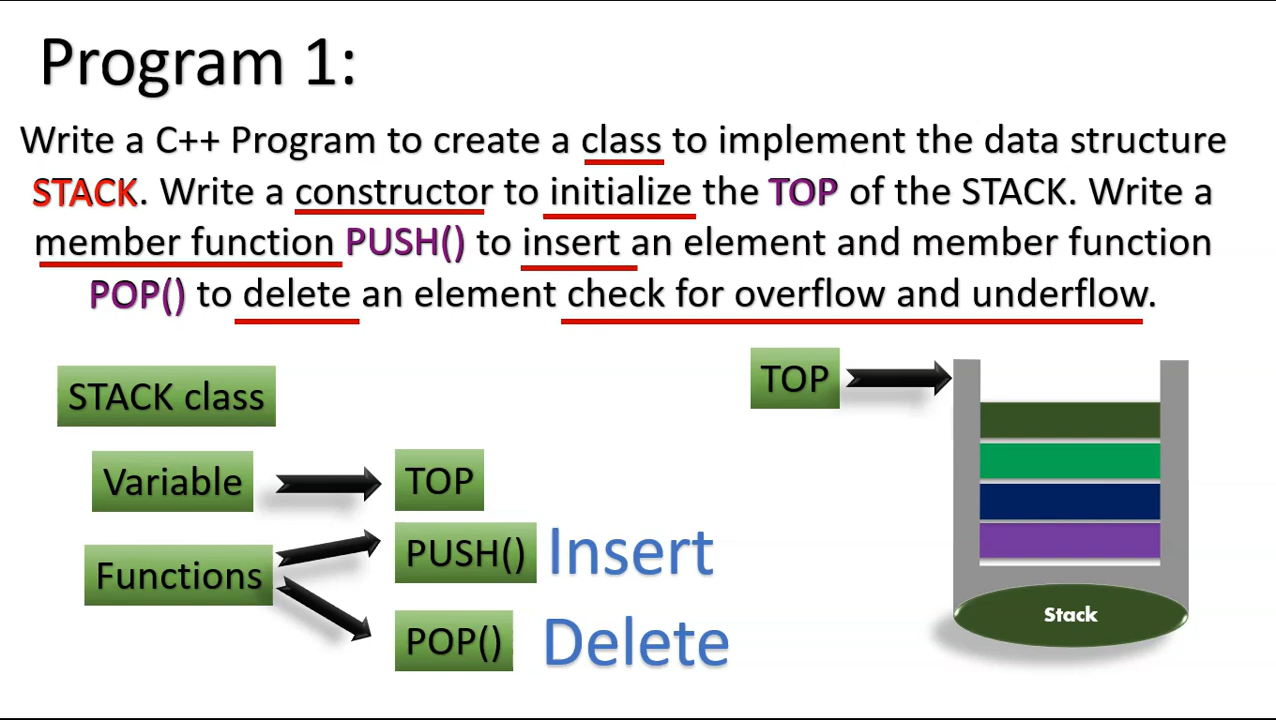 Program 1:
Write a C++ Program to create a class to implement the data structure
STACK. Write a constructor to initialize the TOP of the STACK. Write a
member function PUSH() to insert an element and member function
POP() to delete an element check for overflow and underflow.
STACK class
TOP
Variable
TOP
Functions
PUSH() Insert
POP() Delete
Stack